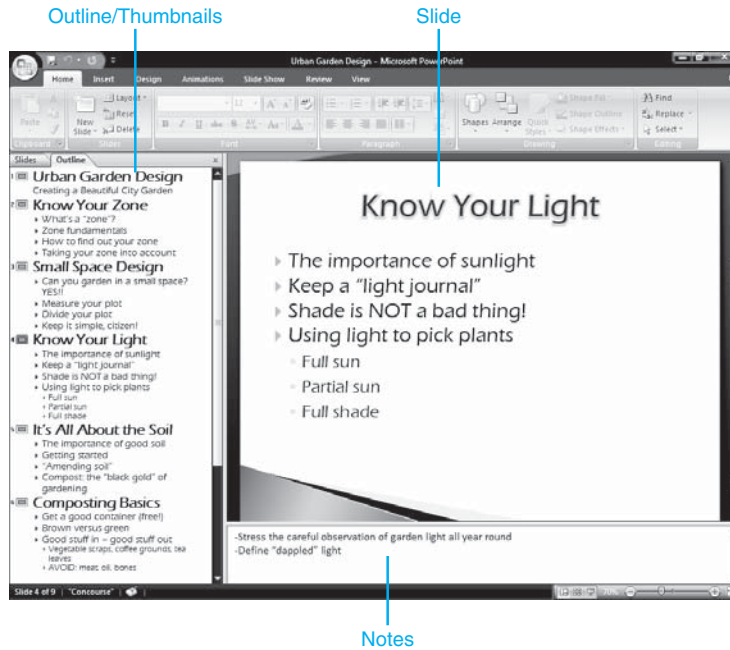 Outline/Thumbnails
Slide
Urban Garden Design - Microsoft PowerPoint
Home Insert Design Animations Slide Show Review View
Paste
New Slide
Layout
Reset
Delete
Shapes Arrange Quick Styles
Shape Fill
Shape Outline
Shape Effects
Find
Replace
Select
Clipboard Slides Font Paragraph Drawing Editing
Slides Outline
1 Urban Garden Design
Creating a Beautiful City Garden
2 Know Your Zone
What's a "zone"?
Zone fundamentals
How to find out your zone
Taking your zone into account
3 Small Space Design
Can you garden in a small space?
YES!!
Measure your plot
Divide your plot
Keep it simple, citizen!
4 Know Your Light
The importance of sunlight
Keep a "light journal"
Shade is NOT a bad thing!
Using light to pick plants
Full sun
Partial sun
Full shade
5 It's All About the Soil
The importance of good soil
Getting started
"Amending soil"
Compost: the "black gold" of
gardening
6 Composting Basics
Get a good container (free!)
Brown versus green
Good stuff in – good stuff out
Vegetable scraps, coffee grounds, tea
leaves
AVOID: meat, oil, bones
Know Your Light
The importance of sunlight
Keep a "light journal"
Shade is NOT a bad thing!
Using light to pick plants
Full sun
Partial sun
Full shade
-Stress the careful observation of garden light all year round
-Define "dappled" light
Slide 4 of 9 "Concourse" 70%
Notes